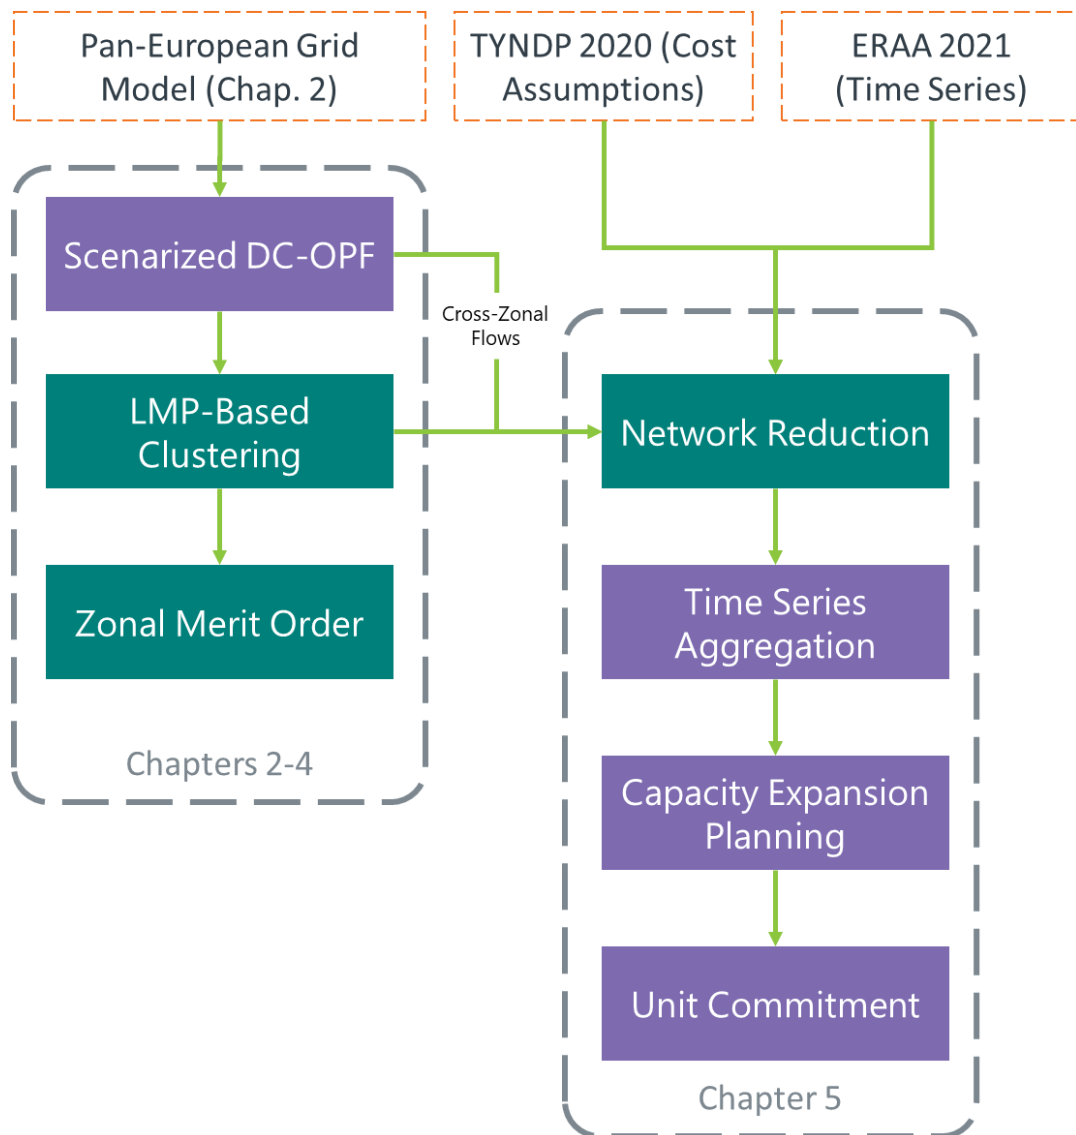 Pan-European Grid
Model (Chap. 2)
TYNDP 2020 (Cost
Assumptions)
ERAA 2021
(Time Series)
Scenarized DC-OPF
Cross-Zonal
Flows
LMP-Based
Clustering
Zonal Merit Order
Chapters 2-4
Network Reduction
Time Series
Aggregation
Capacity Expansion
Planning
Unit Commitment
Chapter 5